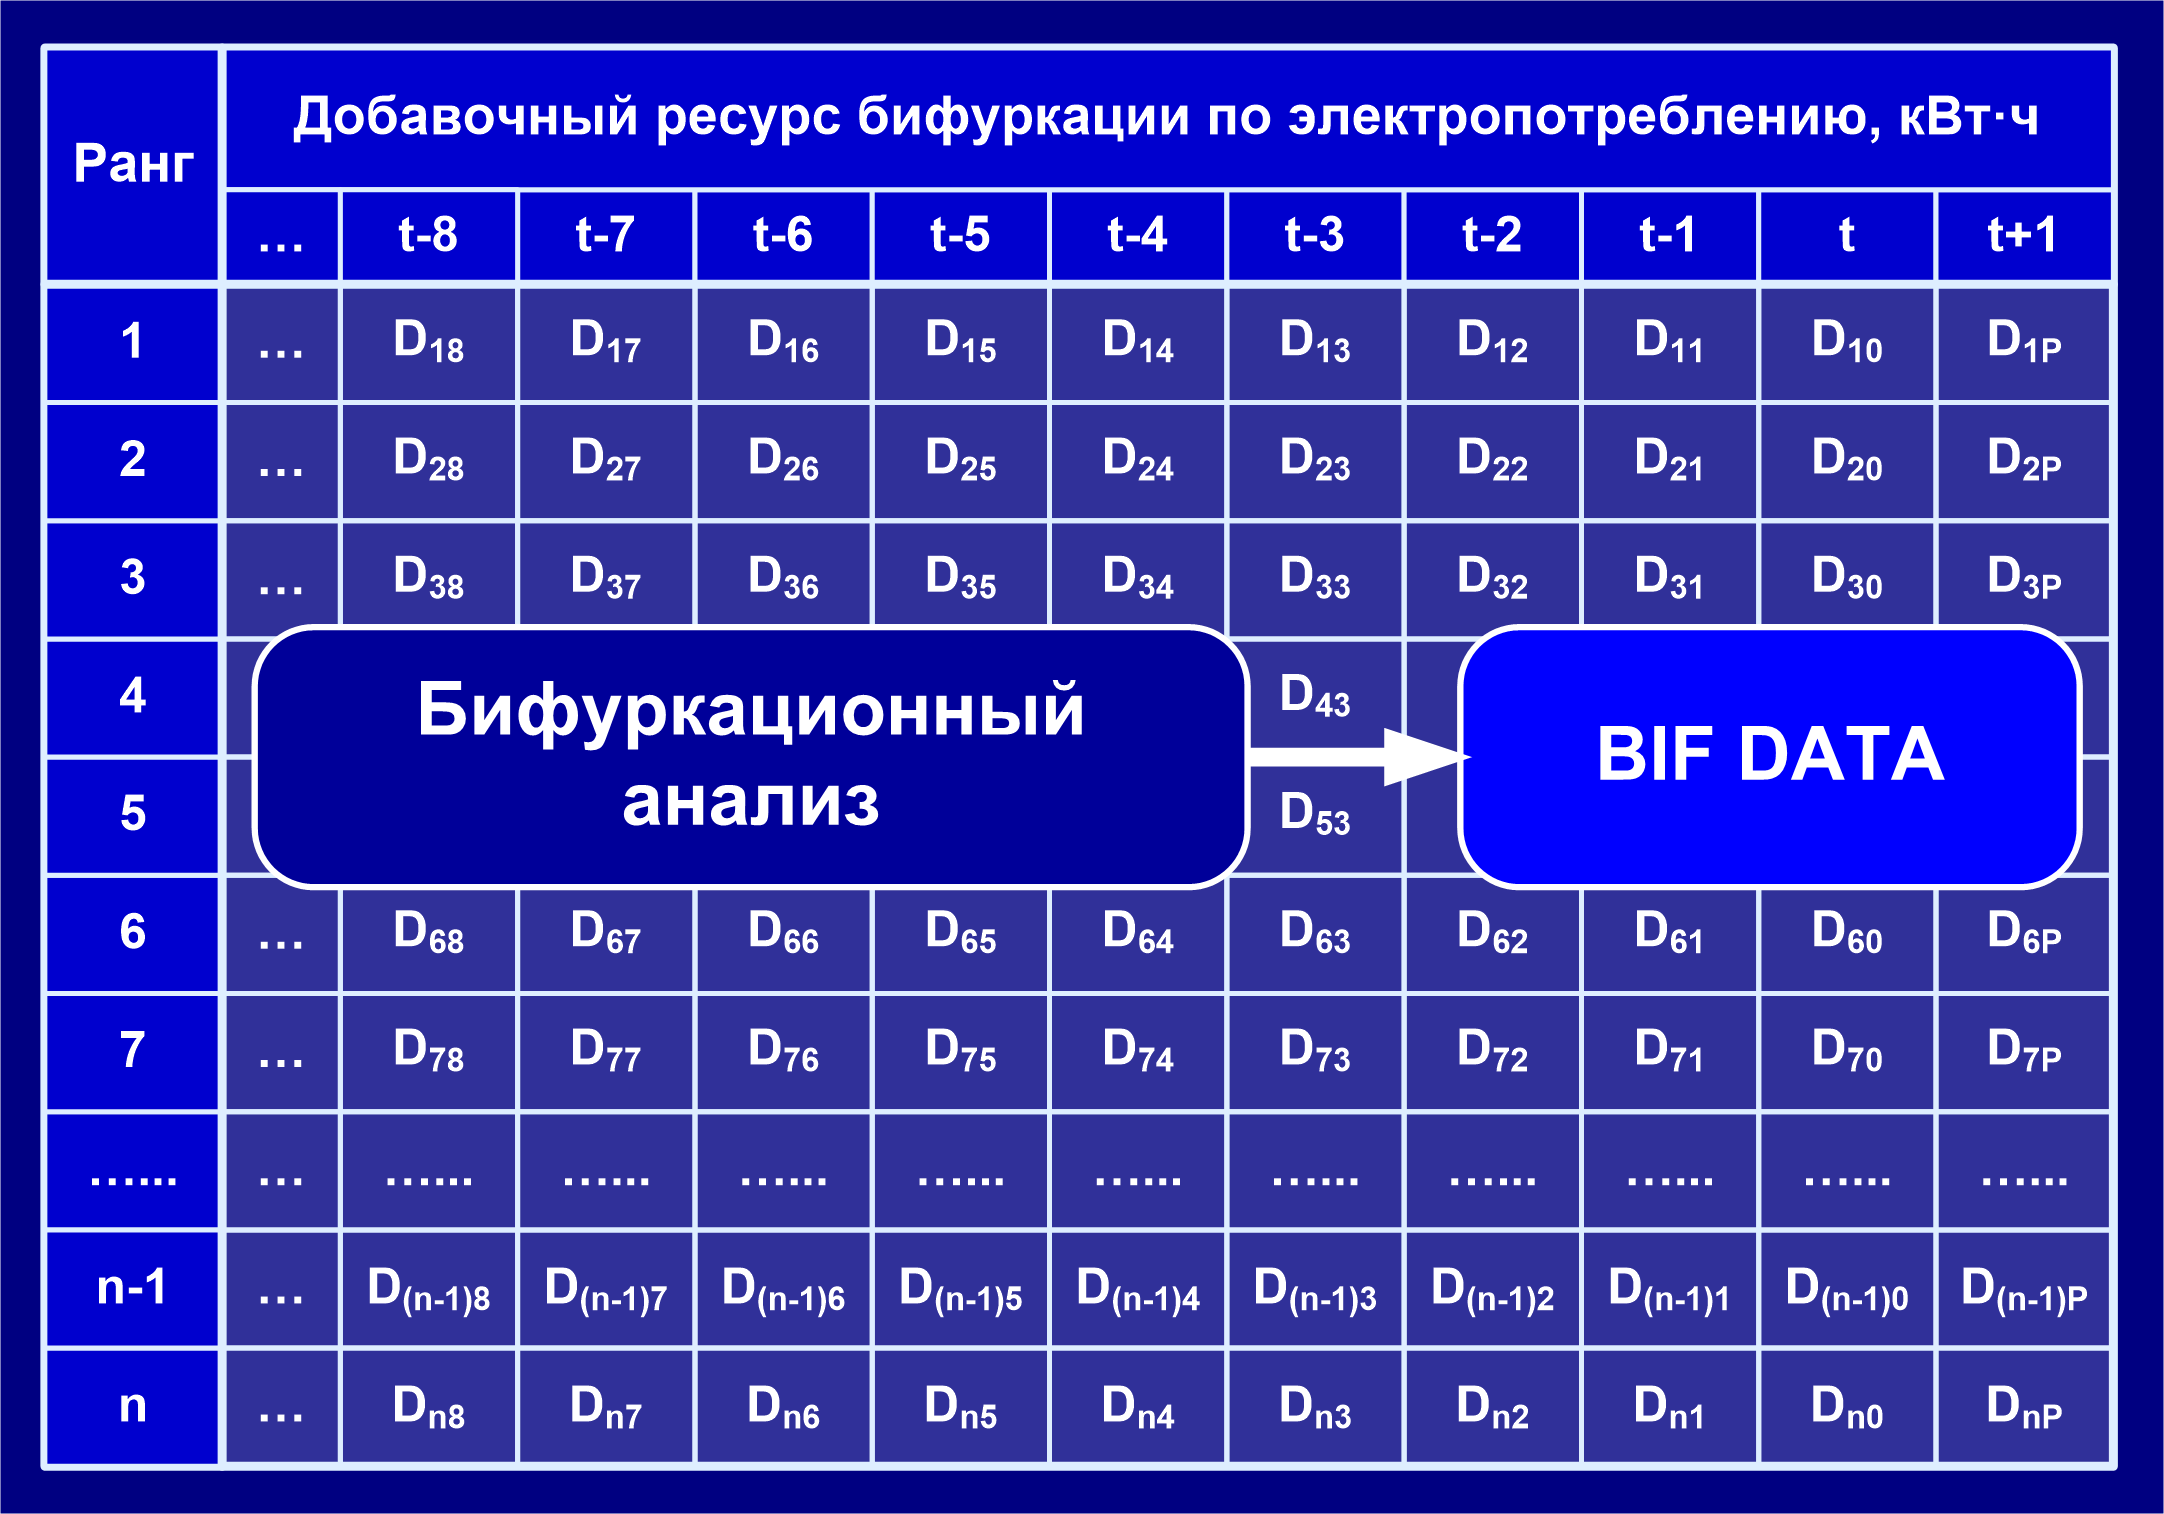 Ранг Добавочный ресурс бифуркации по электропотреблению, кВт·ч
… t-8 t-7 t-6 t-5 t-4 t-3 t-2 t-1 t t+1
1 … D18 D17 D16 D15 D14 D13 D12 D11 D10 D1P
2 … D28 D27 D26 D25 D24 D23 D22 D21 D20 D2P
3 … D38 D37 D36 D35 D34 D33 D32 D31 D30 D3P
4 D43
Бифуркационный
анализ
BIF DATA
5 D53
6 … D68 D67 D66 D65 D64 D63 D62 D61 D60 D6P
7 … D78 D77 D76 D75 D74 D73 D72 D71 D70 D7P
…... … …... …... …... …... …... …... …... …... …... …...
n-1 … D(n-1)8 D(n-1)7 D(n-1)6 D(n-1)5 D(n-1)4 D(n-1)3 D(n-1)2 D(n-1)1 D(n-1)0 D(n-1)P
n … Dn8 Dn7 Dn6 Dn5 Dn4 Dn3 Dn2 Dn1 Dn0 DnP